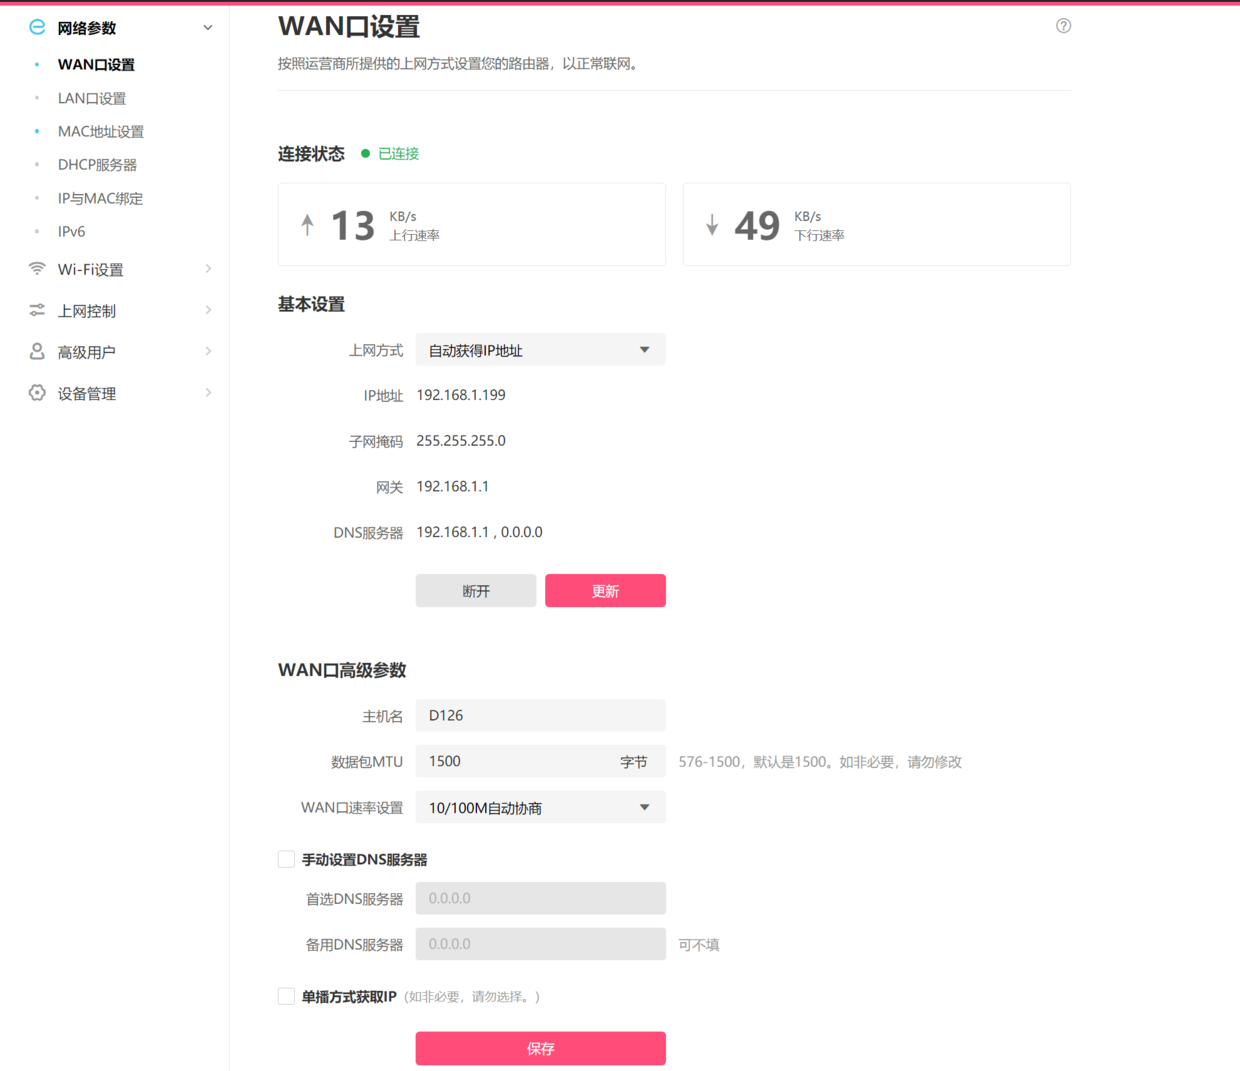 网络参数
WAN口设置
LAN口设置
MAC地址设置
DHCP服务器
IP与MAC绑定
IPv6
Wi-Fi设置
上网控制
高级用户
设备管理
WAN口设置
按照运营商所提供的上网方式设置您的路由器，以正常联网。
连接状态 已连接
13 KB/s
上行速率
49 KB/s
下行速率
基本设置
上网方式 自动获得IP地址
IP地址 192.168.1.199
子网掩码 255.255.255.0
网关 192.168.1.1
DNS服务器 192.168.1.1 , 0.0.0.0
断开 更新
WAN口高级参数
主机名 D126
数据包MTU 1500 字节 576-1500，默认是1500。如非必要，请勿修改
WAN口速率设置 10/100M自动协商
手动设置DNS服务器
首选DNS服务器 0.0.0.0
备用DNS服务器 0.0.0.0 可不填
单播方式获取IP（如非必要，请勿选择。）
保存